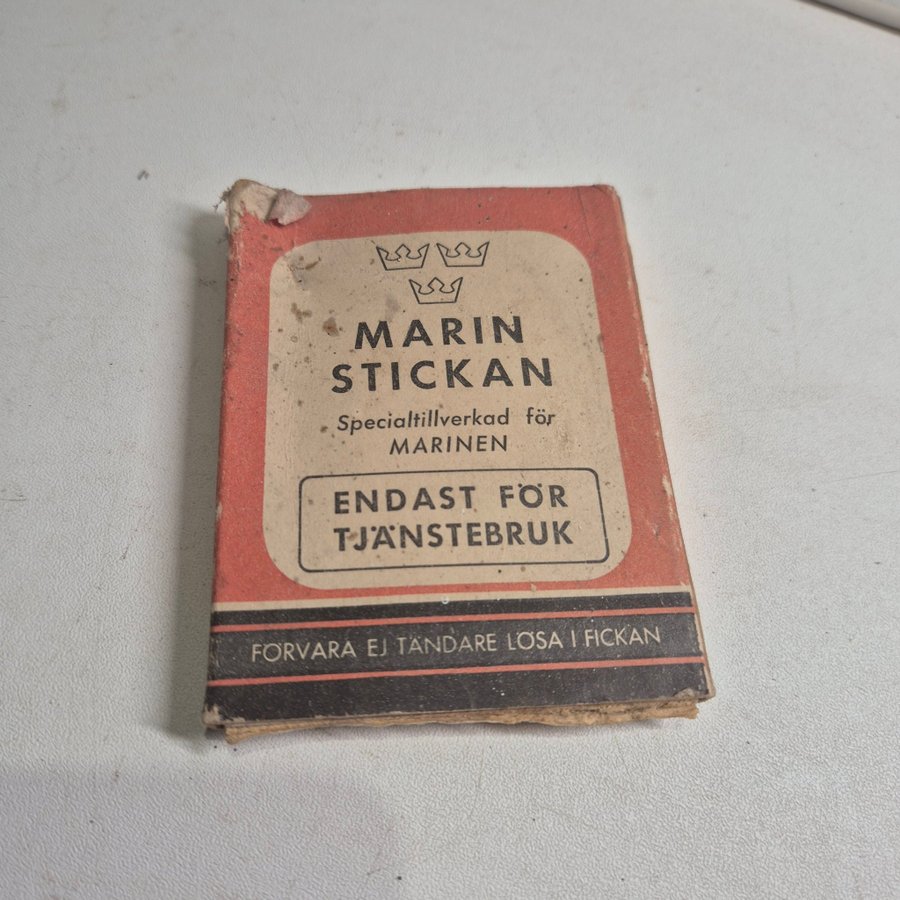 MARIN
STICKAN
Specialtillverkad för
MARINEN
ENDAST FÖR
TJÄNSTEBRUK
FÖRVARA EJ TÄNDARE LÖSA I FICKAN